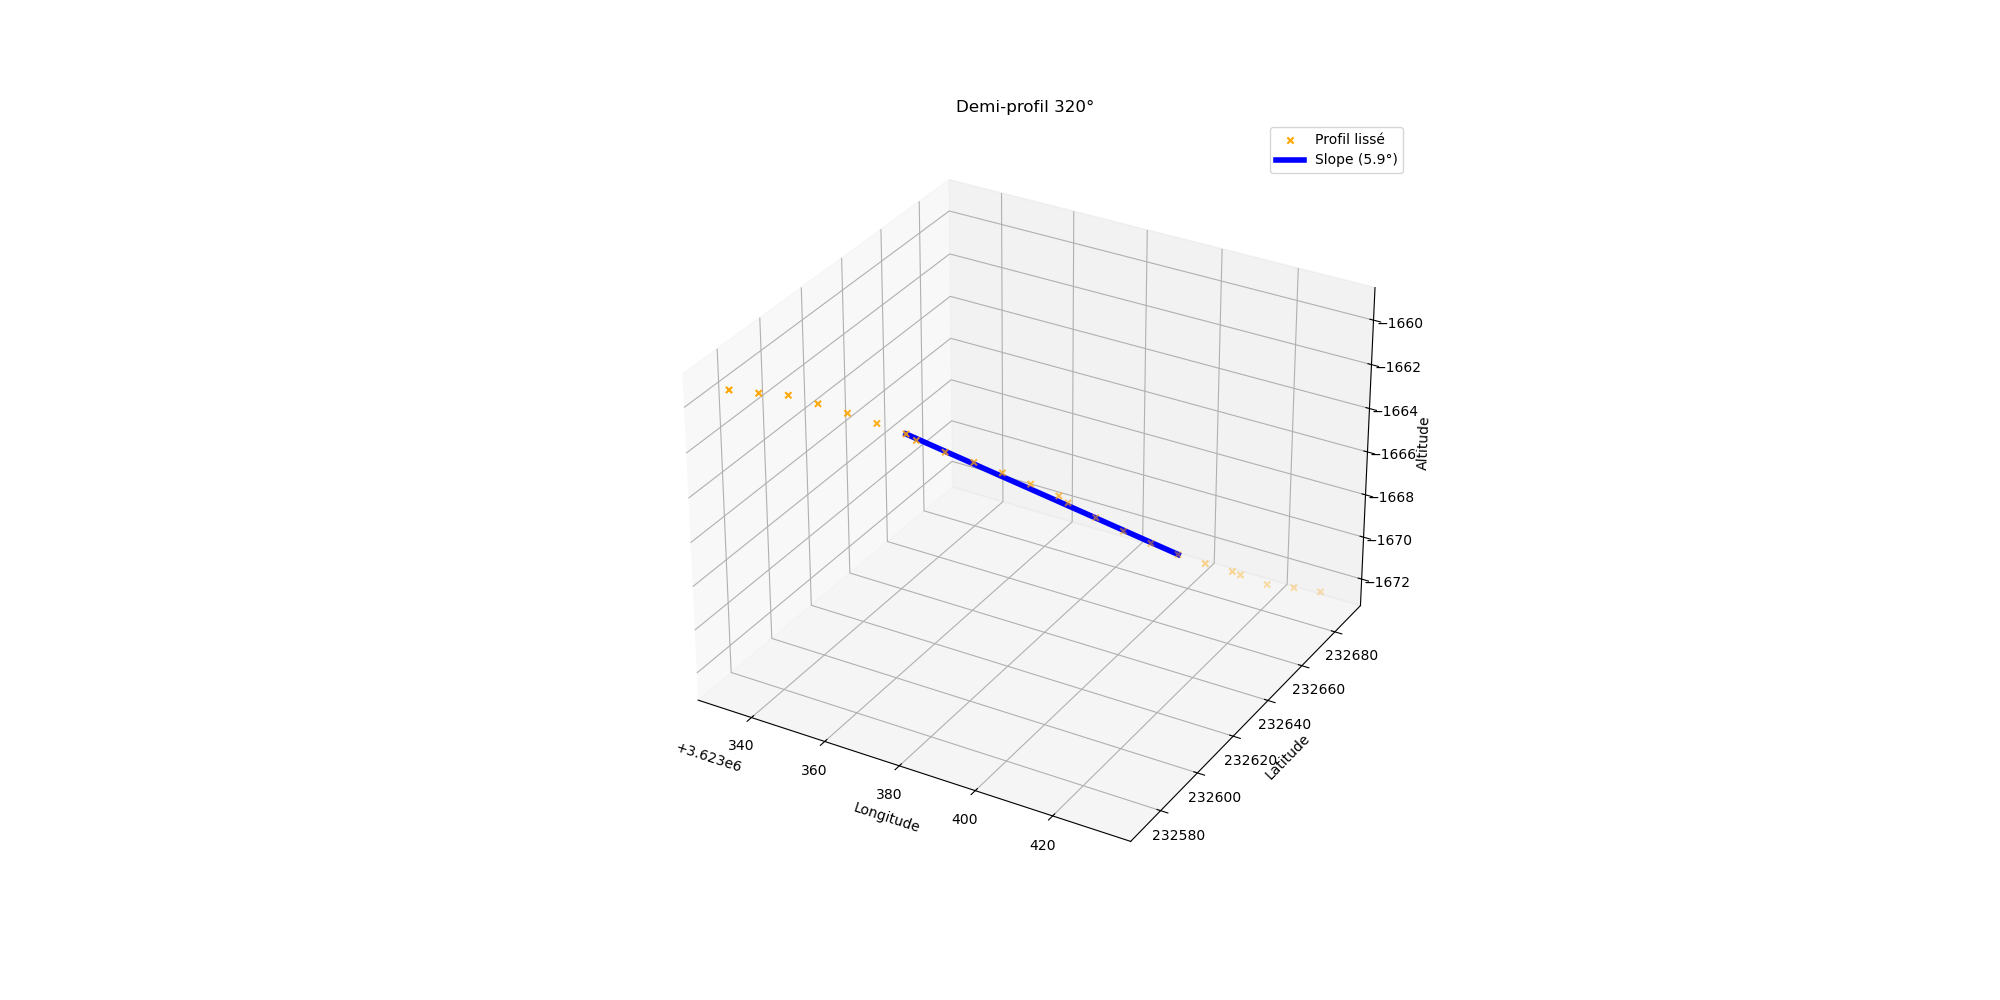 Demi-profil 320°
Profil lissé
Slope (5.9°)
−1660
−1662
−1664
−1666
−1668
−1670
−1672
Altitude
232680
232660
232640
232620
232600
232580
Latitude
340
360
380
400
420
+3.623e6
Longitude